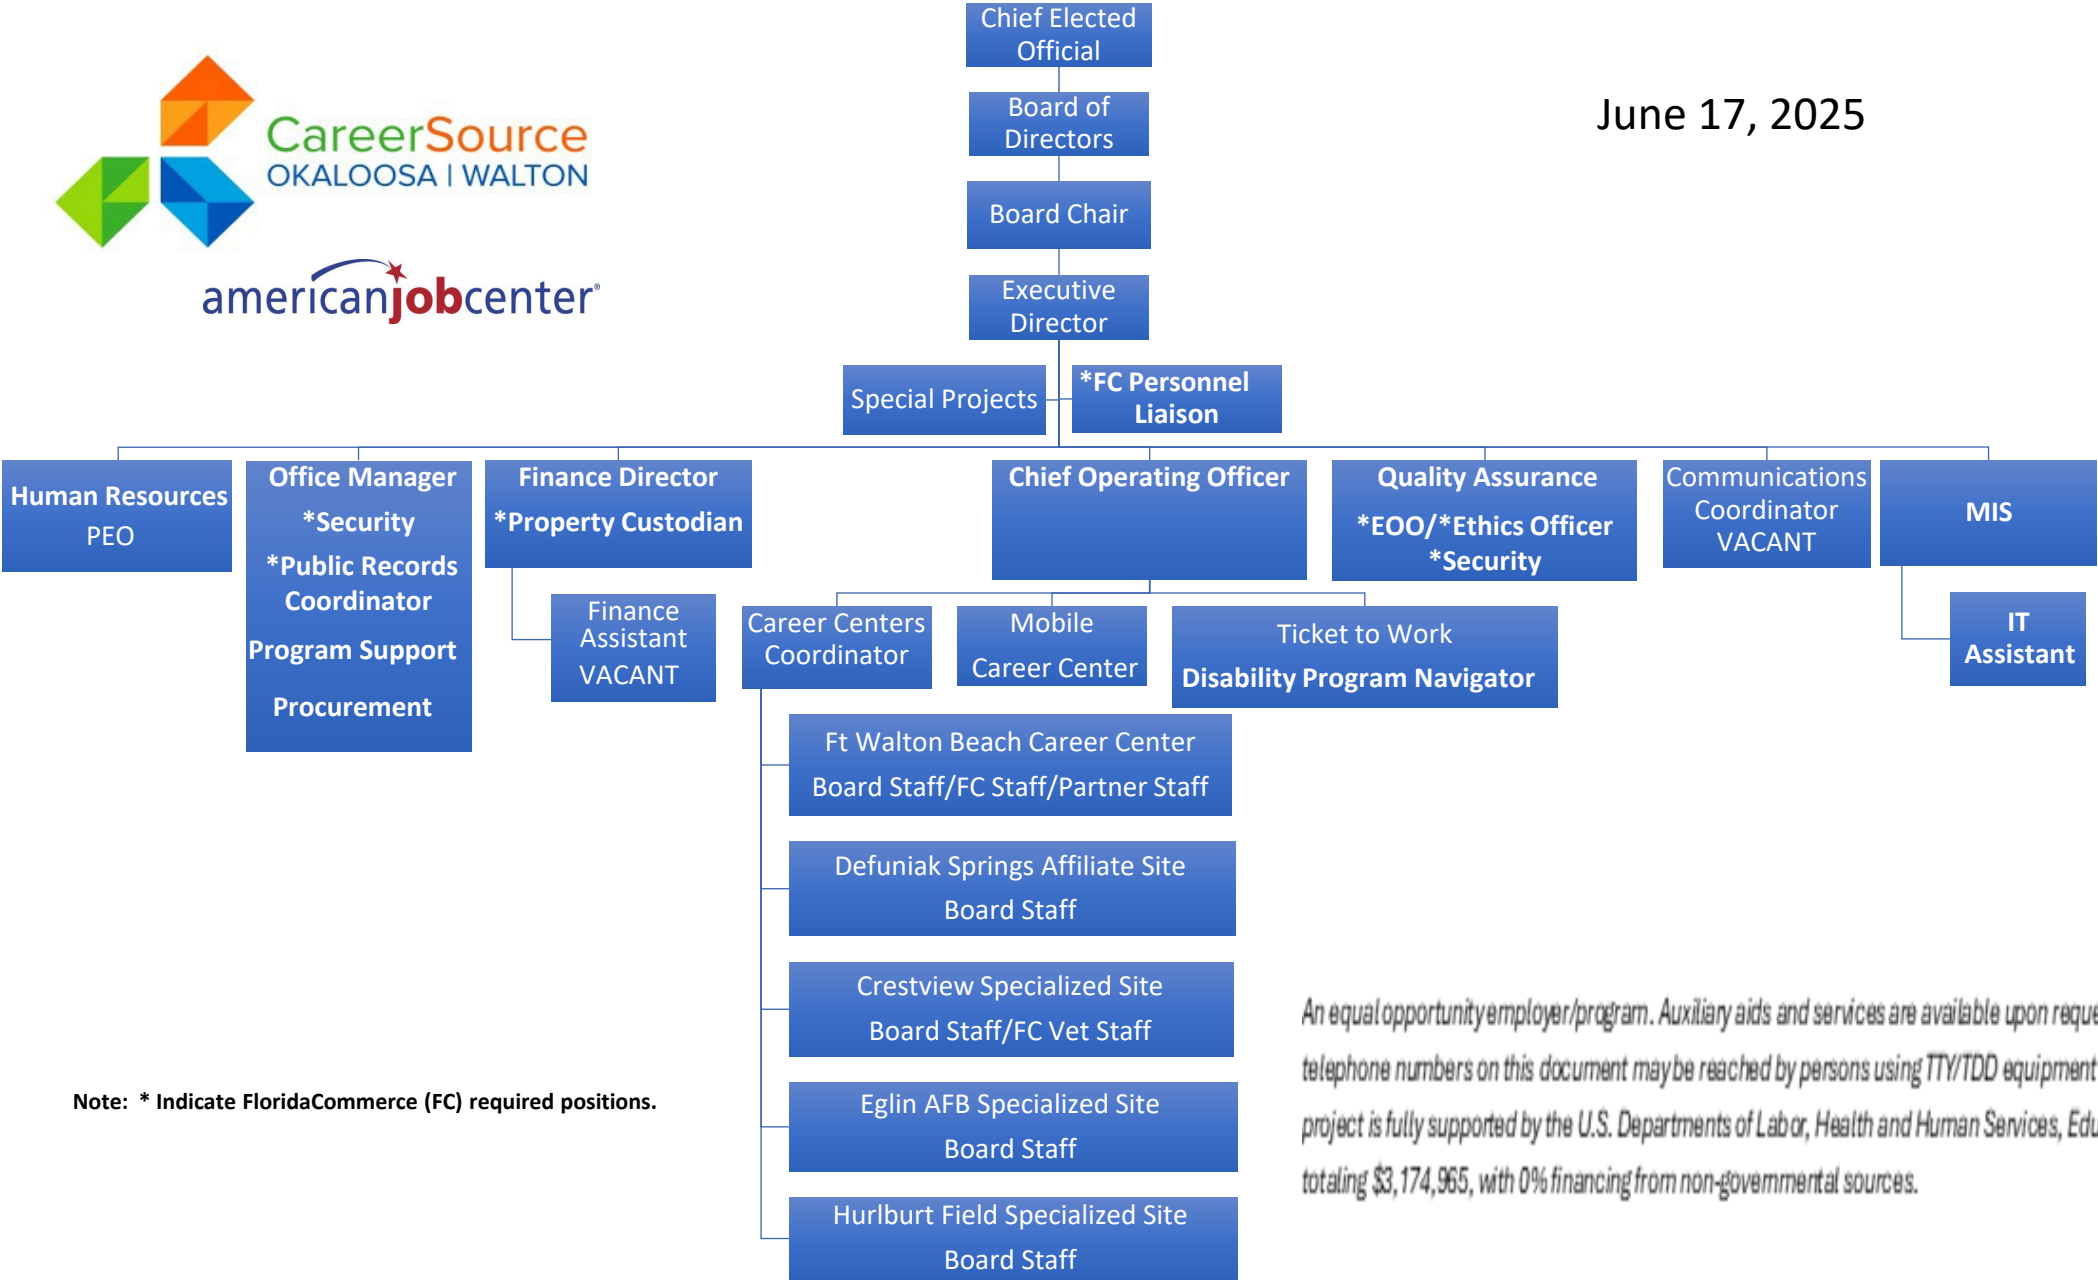 Chief Elected
Official
Board of
Directors
June 17, 2025
CareerSource
OKALOOSA | WALTON
Board Chair
americanjobcenter®
Executive
Director
Special Projects
*FC Personnel
Liaison
Human Resources
PEO
Office Manager
*Security
*Public Records
Coordinator
Program Support
Procurement
Finance Director
*Property Custodian
Finance
Assistant
VACANT
Chief Operating Officer
Quality Assurance
*EOO/*Ethics Officer
*Security
Communications
Coordinator
VACANT
MIS
IT
Assistant
Career Centers
Coordinator
Mobile
Career Center
Ticket to Work
Disability Program Navigator
Ft Walton Beach Career Center
Board Staff/FC Staff/Partner Staff
Defuniak Springs Affiliate Site
Board Staff
Crestview Specialized Site
Board Staff/FC Vet Staff
Eglin AFB Specialized Site
Board Staff
Hurlburt Field Specialized Site
Board Staff
Note: * Indicate FloridaCommerce (FC) required positions.
An equal opportunity employer/program. Auxiliary aids and services are available upon
telephone numbers on this document may be reached by persons using TTY/TDD equipment
project is fully supported by the U.S. Departments of Labor, Health and Human Services,
totaling $3,174,965, with 0% financing from non-governmental sources.